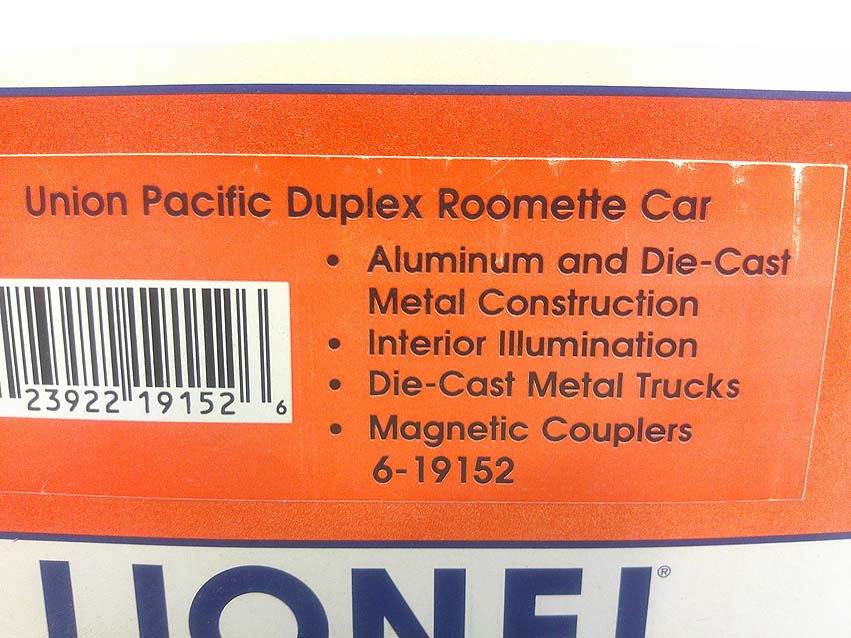 Union Pacific Duplex Roomette Car
• Aluminum and Die-Cast
Metal Construction
• Interior Illumination
• Die-Cast Metal Trucks
• Magnetic Couplers
6-19152
23922 19152 6
LIONEL®